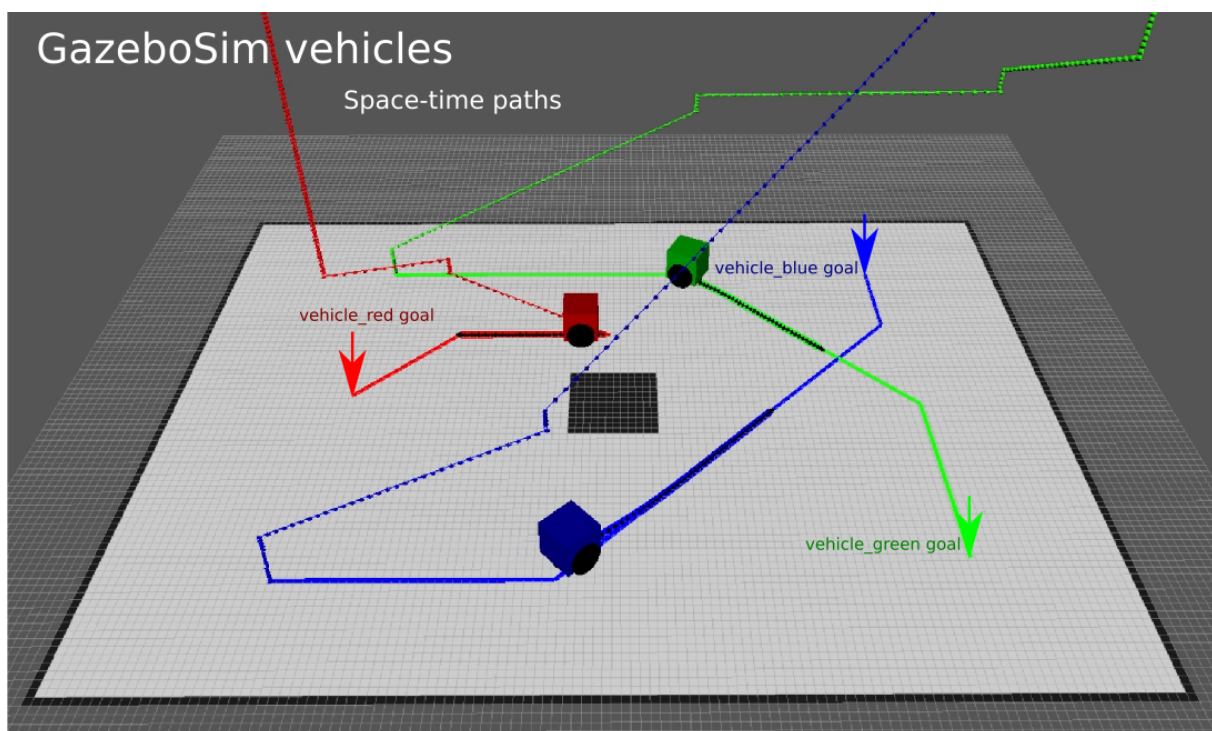 GazeboSim vehicles
Space-time paths
vehicle_blue goal
vehicle_red goal
vehicle_green goal